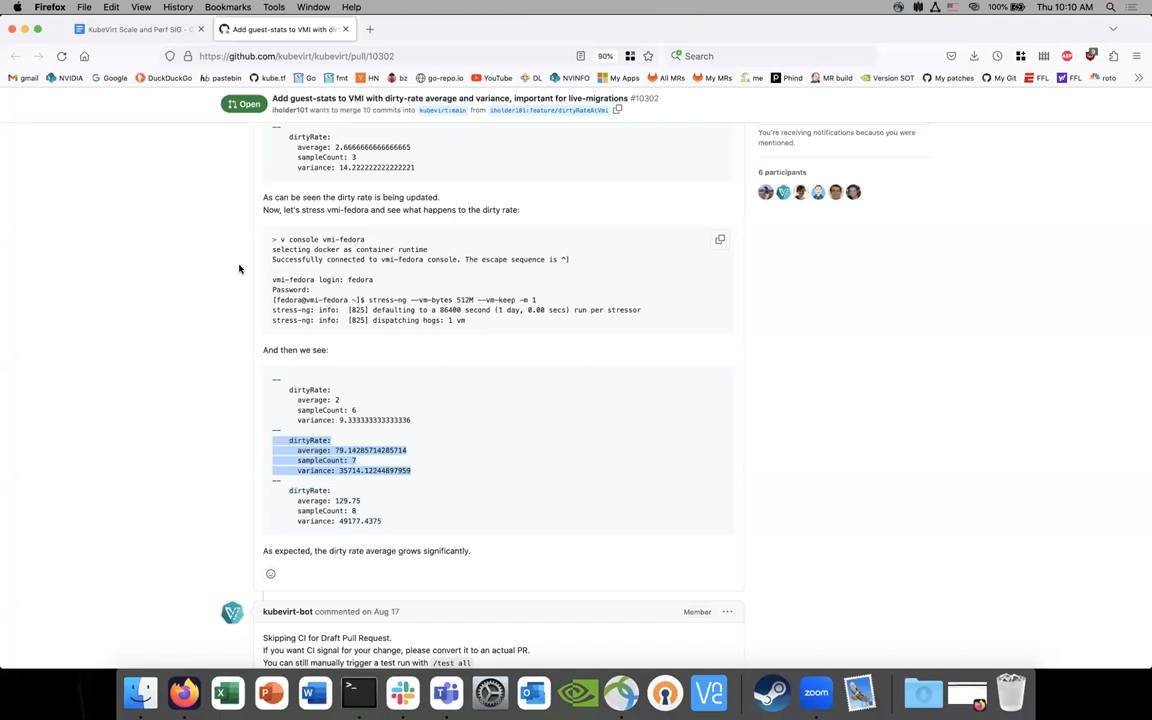 Firefox File Edit View History Bookmarks Tools Window Help 100% Thu 10:10 AM
KubeVirt Scale and Perf SIG - Add guest-stats to VMI with dir
https://github.com/kubevirt/kubevirt/pull/10302 90% Search
gmail NVIDIA Google DuckDuckGo pastebin kube.tf Go fmt HN bz go-repo.io YouTube DL NVINFO My Apps All MRs My MRs me Phind MR build Version SOT My patches My Git FFL FFL roto
Open Add guest-stats to VMI with dirty-rate average and variance, important for live-migrations #10302
iholder101 wants to merge 10 commits into kubevirt:main from iholder101:feature/dirtyRateAtVmi
--
dirtyRate:
average: 2.6666666666666665
sampleCount: 3
variance: 14.222222222222221
You're receiving notifications because you were
mentioned.
6 participants
As can be seen the dirty rate is being updated.
Now, let's stress vmi-fedora and see what happens to the dirty rate:
> v console vmi-fedora
selecting docker as container runtime
Successfully connected to vmi-fedora console. The escape sequence is ^]
vmi-fedora login: fedora
Password:
[fedora@vmi-fedora ~]$ stress-ng --vm-bytes 512M --vm-keep -m 1
stress-ng: info: [825] defaulting to a 86400 second (1 day, 0.00 secs) run per stressor
stress-ng: info: [825] dispatching hogs: 1 vm
And then we see:
--
dirtyRate:
average: 2
sampleCount: 6
variance: 9.333333333333336
--
dirtyRate:
average: 79.14285714285714
sampleCount: 7
variance: 35714.12244897959
--
dirtyRate:
average: 129.75
sampleCount: 8
variance: 49177.4375
As expected, the dirty rate average grows significantly.
kubevirt-bot commented on Aug 17 Member
Skipping CI for Draft Pull Request.
If you want CI signal for your change, please convert it to an actual PR.
You can still manually trigger a test run with /test all
zoom